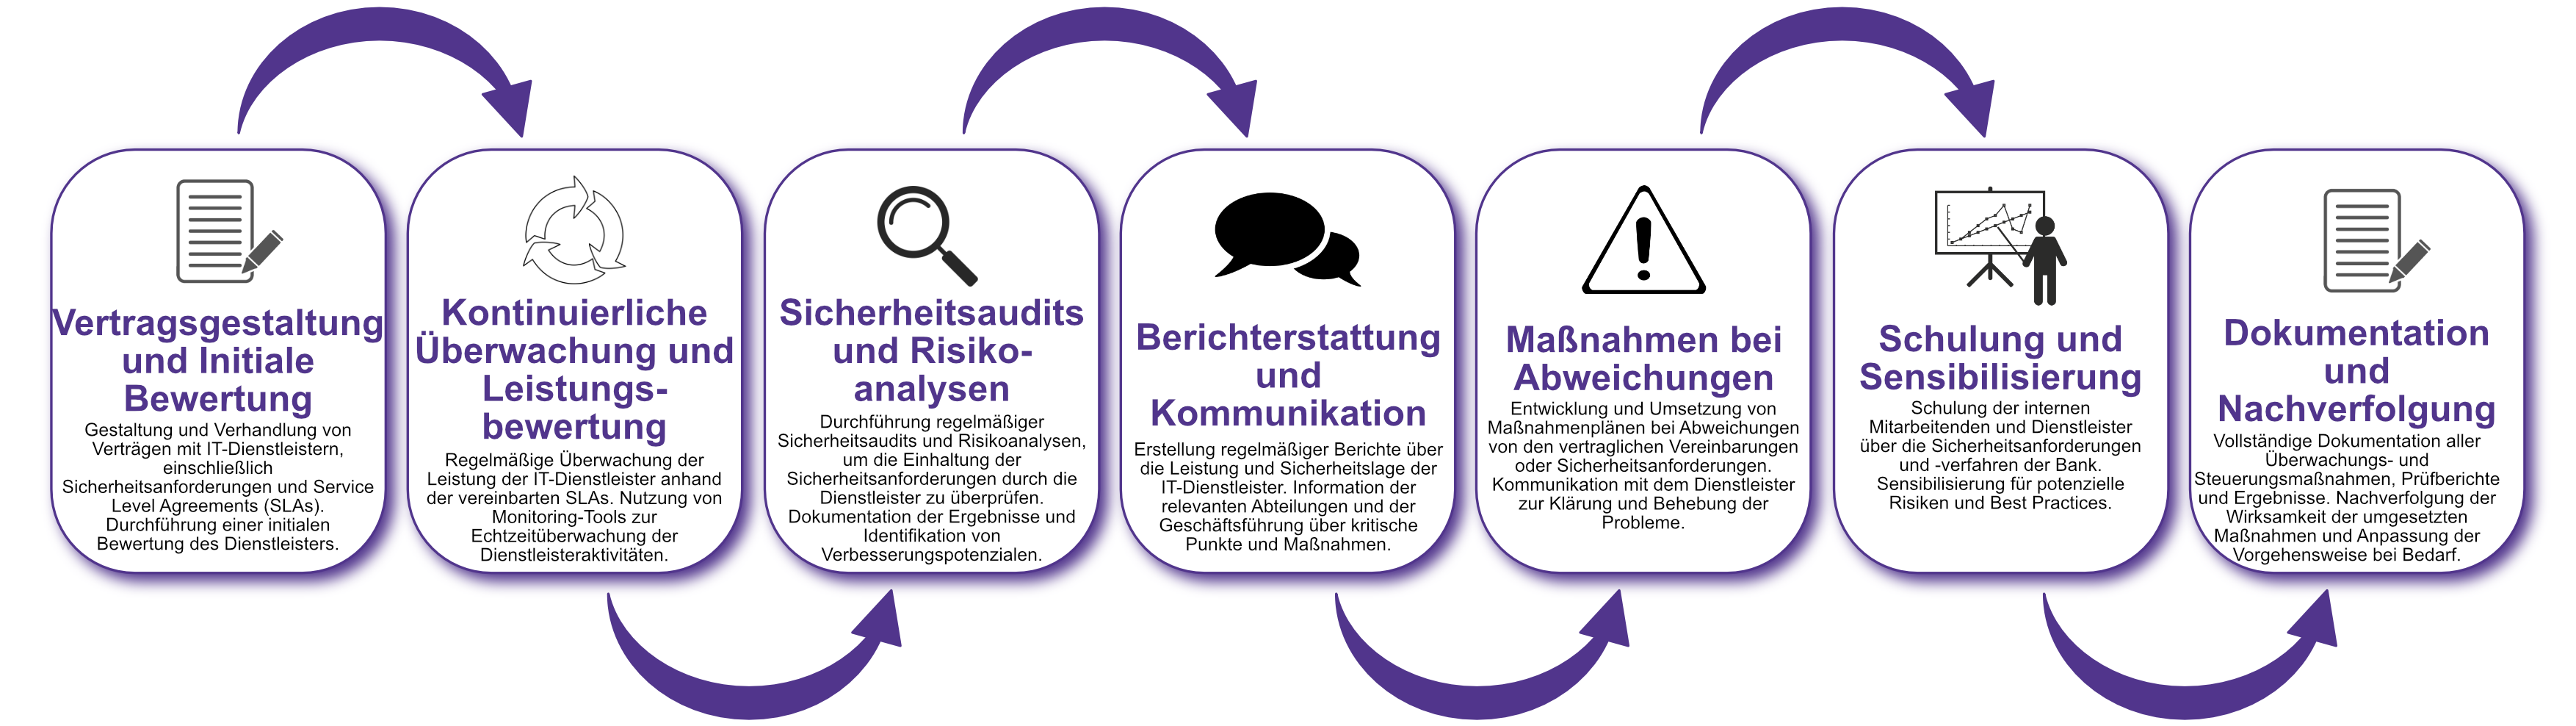 Vertragsgestaltung
und Initiale
Bewertung
Gestaltung und Verhandlung von
Verträgen mit IT-Dienstleistern,
einschließlich
Sicherheitsanforderungen und Service
Level Agreements (SLAs).
Durchführung einer initialen
Bewertung des Dienstleisters.
Kontinuierliche
Überwachung und
Leistungs-
bewertung
Regelmäßige Überwachung der
Leistung der IT-Dienstleister anhand
der vereinbarten SLAs. Nutzung von
Monitoring-Tools zur
Echtzeitüberwachung der
Dienstleisteraktivitäten.
Sicherheitsaudits
und Risiko-
analysen
Durchführung regelmäßiger
Sicherheitsaudits und Risikoanalysen,
um die Einhaltung der
Sicherheitsanforderungen durch die
Dienstleister zu überprüfen.
Dokumentation der Ergebnisse und
Identifikation von
Verbesserungspotenzialen.
Berichterstattung
und
Kommunikation
Erstellung regelmäßiger Berichte über
die Leistung und Sicherheitslage der
IT-Dienstleister. Information der
relevanten Abteilungen und der
Geschäftsführung über kritische
Punkte und Maßnahmen.
Maßnahmen bei
Abweichungen
Entwicklung und Umsetzung von
Maßnahmenplänen bei Abweichungen
von den vertraglichen Vereinbarungen
oder Sicherheitsanforderungen.
Kommunikation mit dem Dienstleister
zur Klärung und Behebung der
Probleme.
Schulung und
Sensibilisierung
Schulung der internen
Mitarbeitenden und Dienstleister
über die Sicherheitsanforderungen
und -verfahren der Bank.
Sensibilisierung für potenzielle
Risiken und Best Practices.
Dokumentation
und
Nachverfolgung
Vollständige Dokumentation aller
Überwachungs- und
Steuerungsmaßnahmen, Prüfberichte
und Ergebnisse. Nachverfolgung der
Wirksamkeit der umgesetzten
Maßnahmen und Anpassung der
Vorgehensweise bei Bedarf.